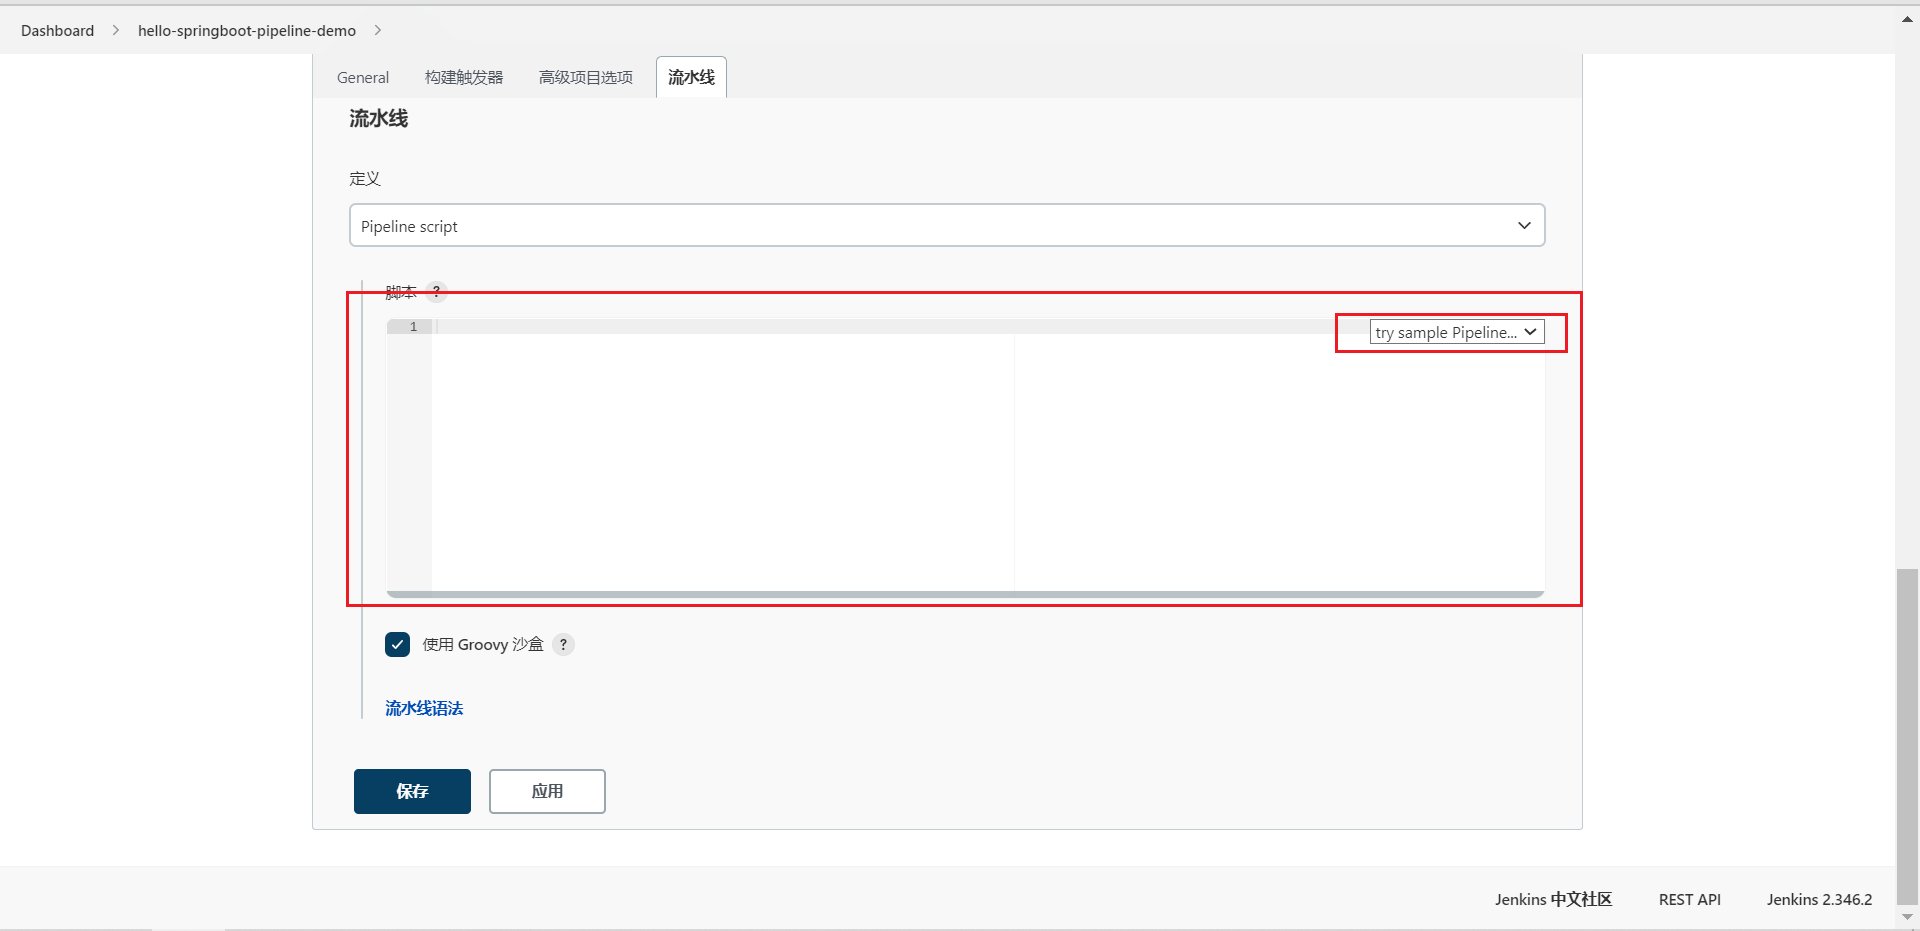 Dashboard > hello-springboot-pipeline-demo >
General 构建触发器 高级项目选项 流水线
流水线
定义
Pipeline script
脚本 ?
1
try sample Pipeline...
使用 Groovy 沙盒 ?
流水线语法
保存 应用
Jenkins 中文社区 REST API Jenkins 2.346.2